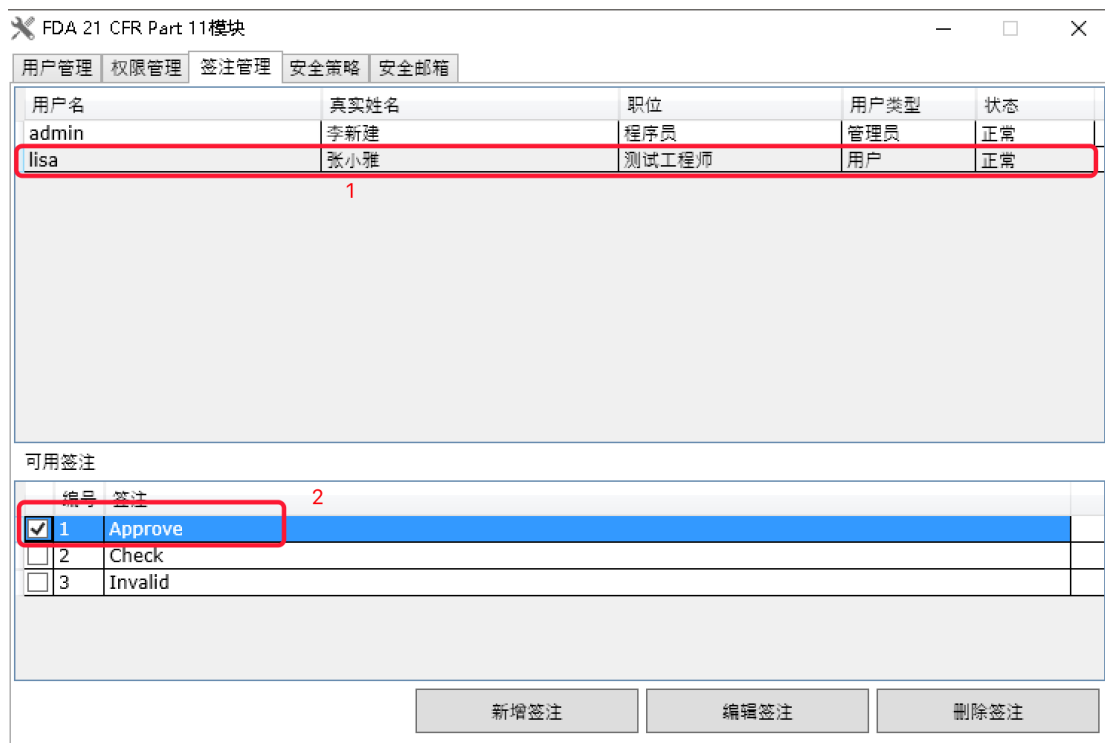 FDA 21 CFR Part 11模块
用户管理 权限管理 签注管理 安全策略 安全邮箱
用户名 真实姓名 职位 用户类型 状态
admin 李新建 程序员 管理员 正常
lisa 张小雅 测试工程师 用户 正常
1
可用签注
编号 签注 2
1 Approve
2 Check
3 Invalid
新增签注 编辑签注 删除签注